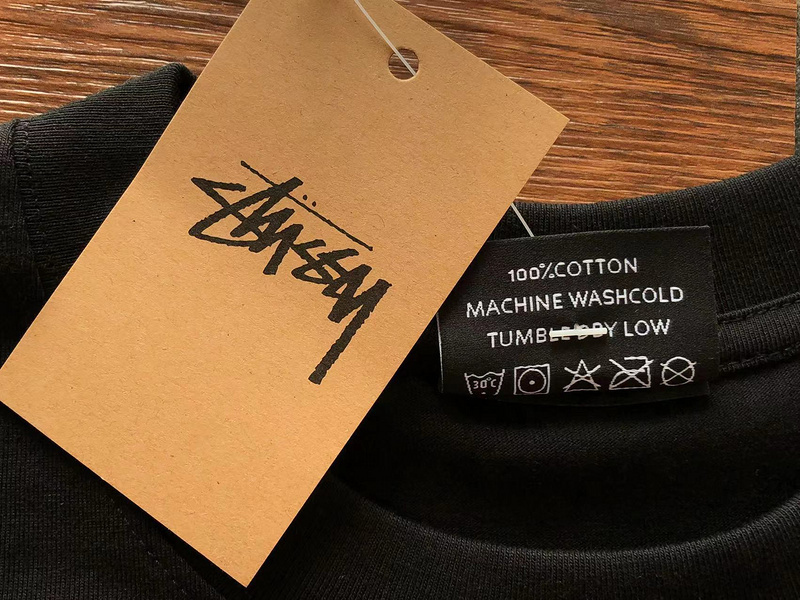 Stüssy
100%COTTON
MACHINE WASHCOLD
TUMBLE DRY LOW
30°C